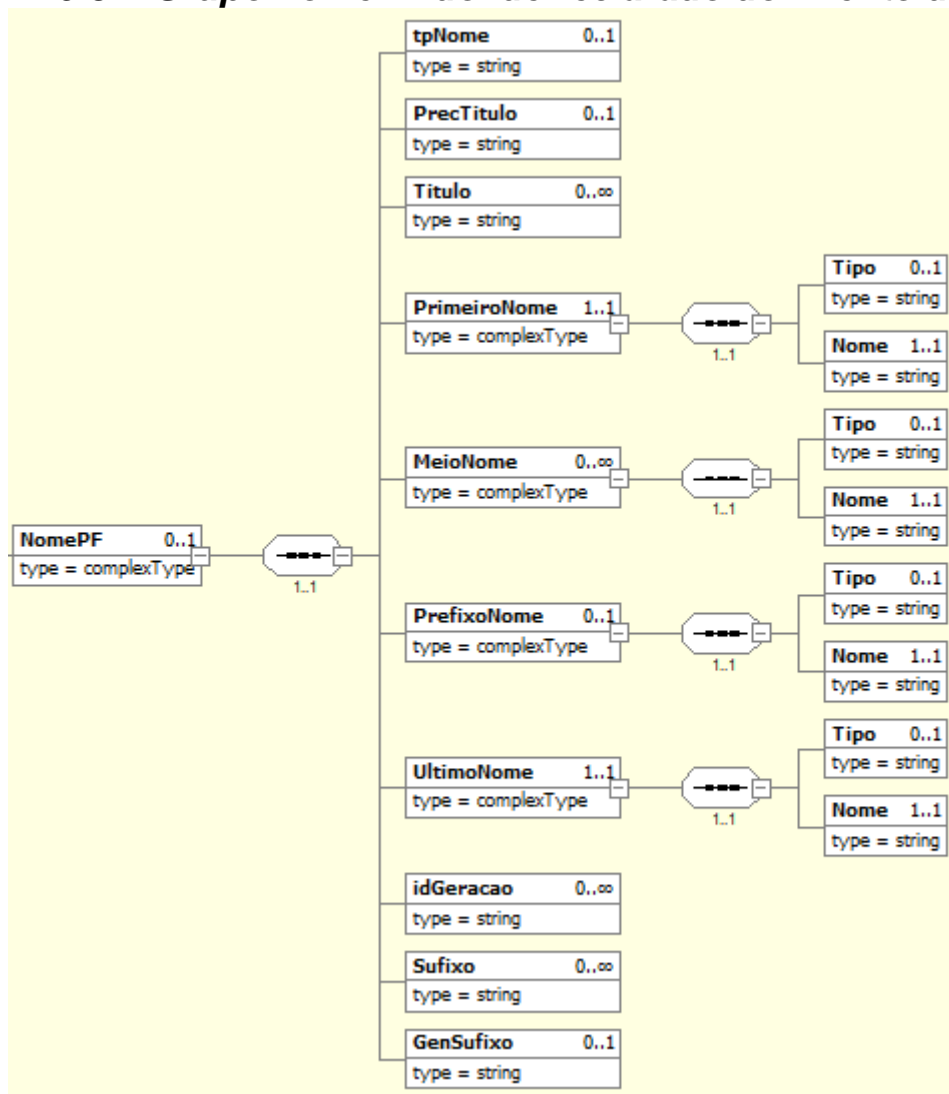 tpNome 0..1
type = string
PrecTitulo 0..1
type = string
Titulo 0..∞
type = string
PrimeiroNome 1..1
type = complexType
1..1
Tipo 0..1
type = string
Nome 1..1
type = string
MeioNome 0..∞
type = complexType
1..1
Tipo 0..1
type = string
Nome 1..1
type = string
NomePF 0..1
type = complexType
1..1
PrefixoNome 0..1
type = complexType
1..1
Tipo 0..1
type = string
Nome 1..1
type = string
UltimoNome 1..1
type = complexType
1..1
Tipo 0..1
type = string
Nome 1..1
type = string
idGeracao 0..∞
type = string
Sufixo 0..∞
type = string
GenSufixo 0..1
type = string